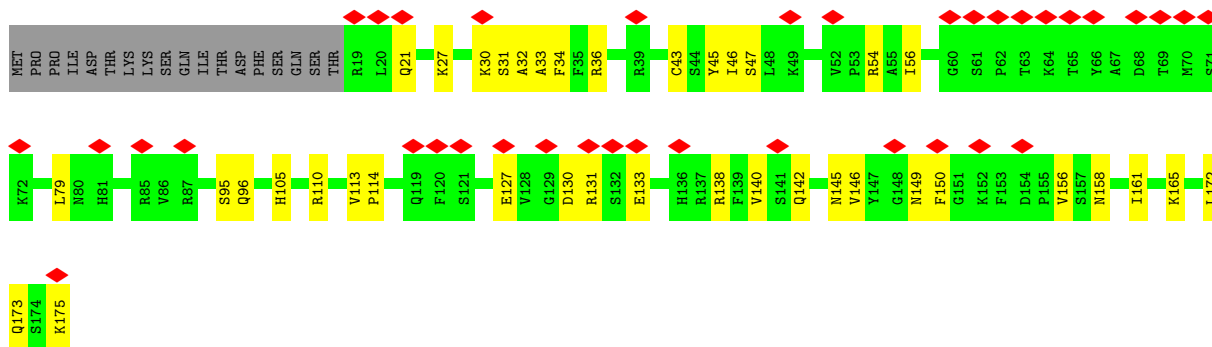 MET PRO PRO ILE ASP THR LYS LYS SER GLN ILE THR ASP PHE SER GLN SER THR R19 L20 Q21 K27 K30 S31 A32 A33 F34 F35 R36 R39 C43 S44 Y45 I46 S47 L48 K49 V52 P53 R54 A55 I56 G60 S61 P62 T63 K64 T65 Y66 A67 D68 T69 M70 S71
K72 L79 N80 H81 R85 V86 R87 S95 Q96 H105 R110 V113 P114 Q119 F120 S121 E127 V128 G129 D130 R131 S132 E133 H136 R137 R138 F139 V140 S141 Q142 N145 V146 Y147 G148 N149 F150 G151 K152 F153 D154 P155 V156 S157 N158 I161 K165 L172
Q173 S174 K175